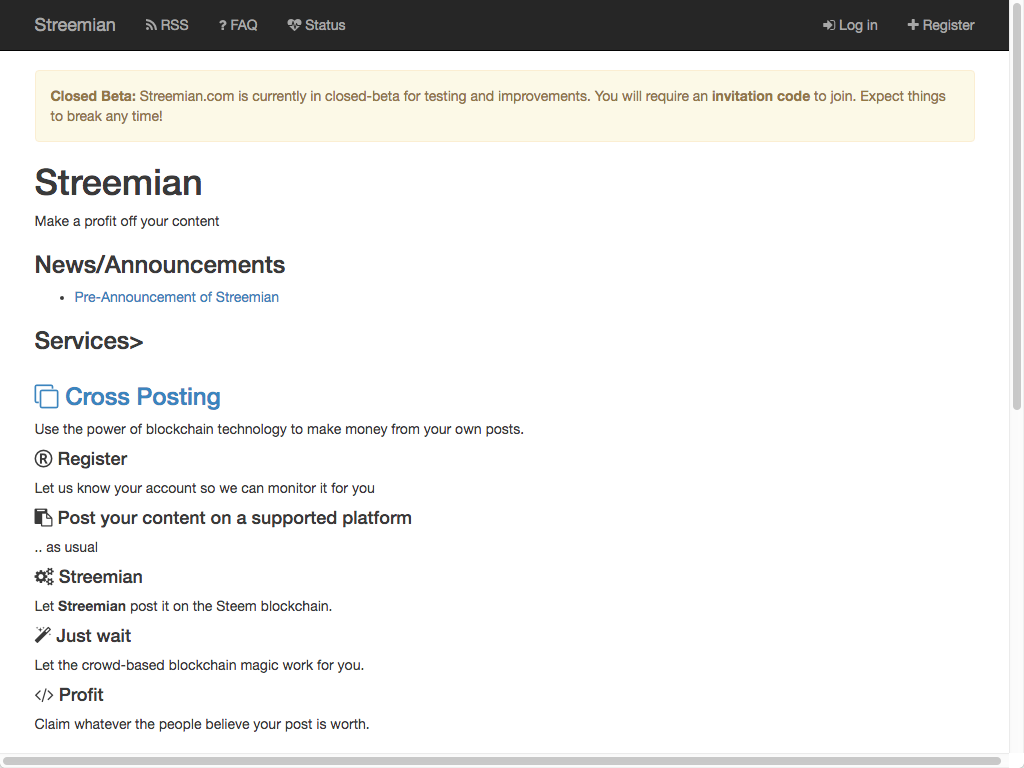 Streemian RSS ? FAQ Status Log in Register
Closed Beta: Streemian.com is currently in closed-beta for testing and improvements. You will require an invitation code to join. Expect things
to break any time!
Streemian
Make a profit off your content
News/Announcements
• Pre-Announcement of Streemian
Services>
Cross Posting
Use the power of blockchain technology to make money from your own posts.
® Register
Let us know your account so we can monitor it for you
Post your content on a supported platform
.. as usual
Streemian
Let Streemian post it on the Steem blockchain.
Just wait
Let the crowd-based blockchain magic work for you.
</> Profit
Claim whatever the people believe your post is worth.